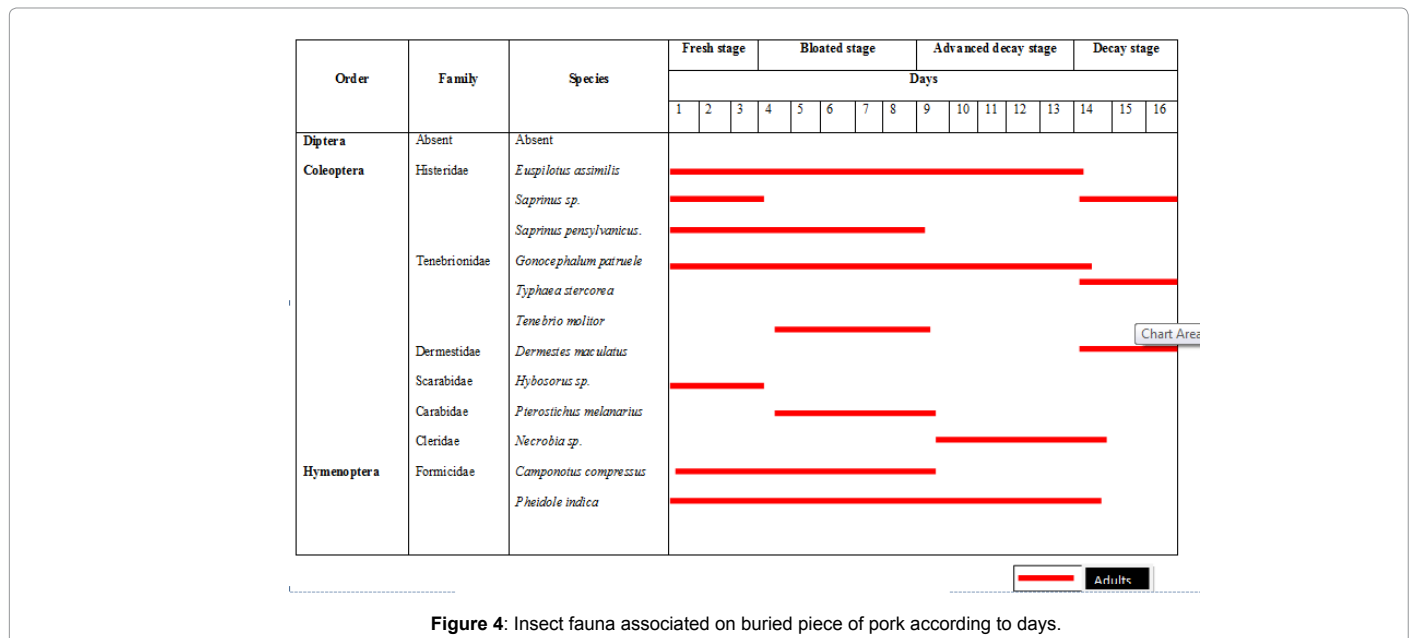 Fresh stage Bloated stage Advanced decay stage Decay stage
Order Family Species Days
1 2 3 4 5 6 7 8 9 10 11 12 13 14 15 16
Diptera Absent Absent
Coleoptera Histeridae Euspilotus assimilis
Saprinus sp.
Saprinus pensylvanicus.
Tenebrionidae Gonocephalum patruele
Typhaea stercorea
Tenebrio molitor
Chart Area
Dermestidae Dermestes maculatus
Scarabidae Hybosorus sp.
Carabidae Pterostichus melanarius
Cleridae Necrobia sp.
Hymenoptera Formicidae Camponotus compressus
Pheidole indica
Adults
Figure 4: Insect fauna associated on buried piece of pork according to days.